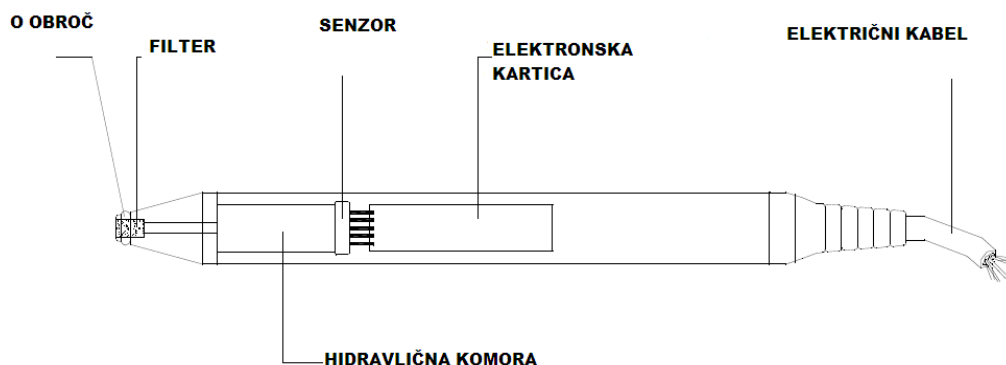 O OBROČ
FILTER
SENZOR
ELEKTRONSKA
KARTICA
ELEKTRIČNI KABEL
HIDRAVLIČNA KOMORA